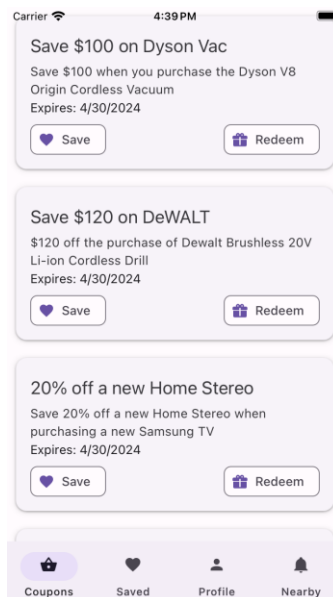 Carrier 4:39 PM
Save $100 on Dyson Vac
Save $100 when you purchase the Dyson V8
Origin Cordless Vacuum
Expires: 4/30/2024
Save Redeem
Save $120 on DeWALT
$120 off the purchase of Dewalt Brushless 20V
Li-ion Cordless Drill
Expires: 4/30/2024
Save Redeem
20% off a new Home Stereo
Save 20% off a new Home Stereo when
purchasing a new Samsung TV
Expires: 4/30/2024
Save Redeem
Coupons Saved Profile Nearby